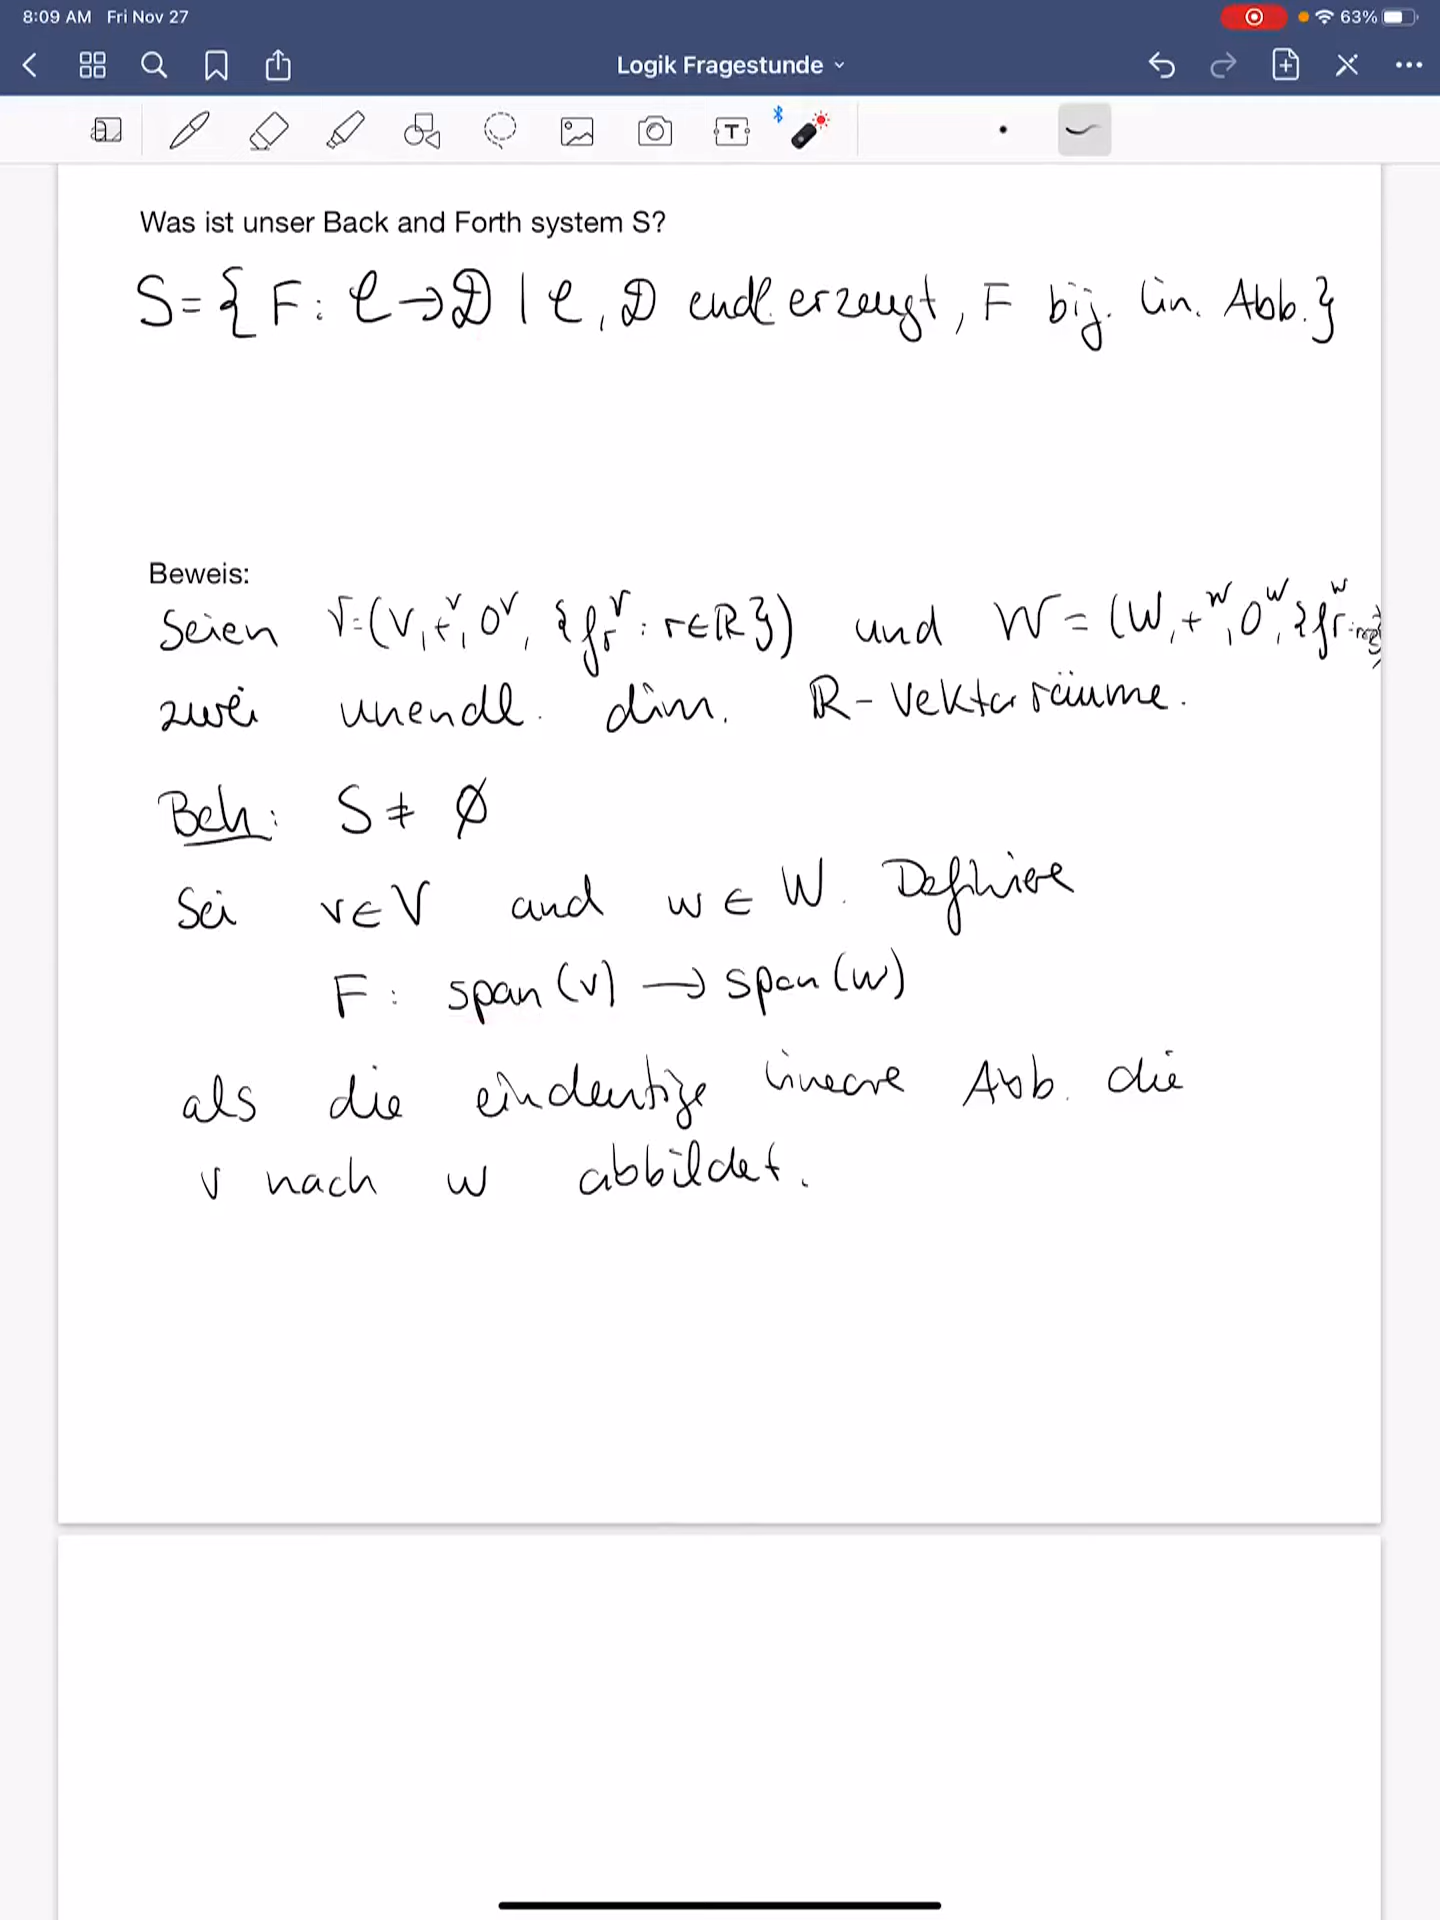 8:09 AM Fri Nov 27
63%
Logik Fragestunde
Was ist unser Back and Forth system S?
S = { F : C → D | C, D endl. erzeugt, F bij. lin. Abb. }
Beweis:
Seien V = (V, +^V, 0^V, {f_r^V : r ∈ ℝ}) und W = (W, +^W, 0^W, {f_r^W : r∈ℝ})
zwei unendl. dim. ℝ-Vektorräume.
Beh: S ≠ ∅
Sei v ∈ V and w ∈ W. Definiere
F : span (v) → span (w)
als die eindeutige lineare Abb. die
v nach w abbildet.